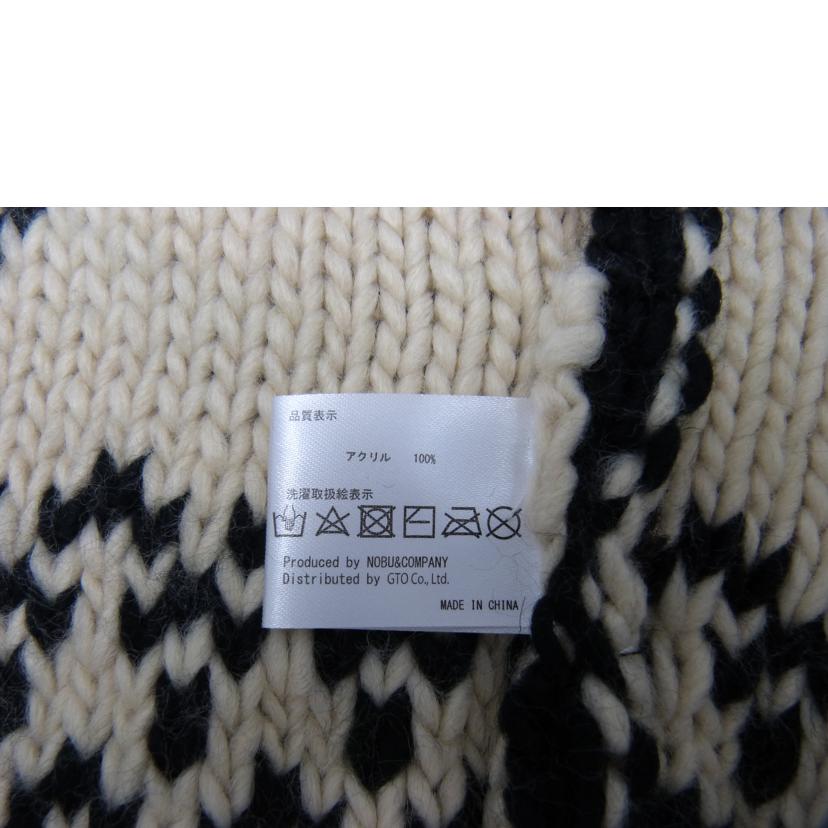 品質表示
アクリル 100%
洗濯取扱絵表示
Produced by NOBU&COMPANY
Distributed by GTO Co., Ltd.
MADE IN CHINA